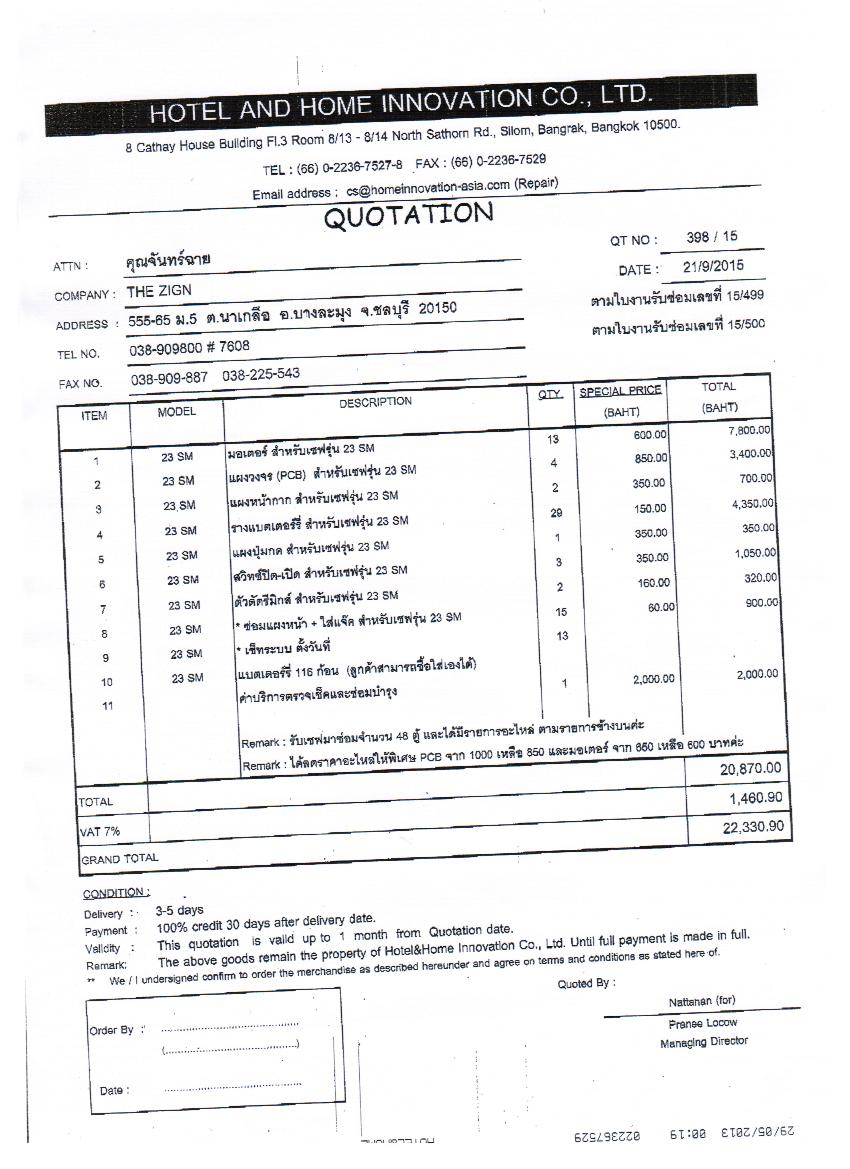 HOTEL AND HOME INNOVATION CO., LTD.
8 Cathay House Building Fl.3 Room 8/13 - 8/14 North Sathorn Rd., Silom, Bangrak, Bangkok 10500.
TEL : (66) 0-2236-7527-8 FAX : (66) 0-2236-7529
Email address : cs@homeinnovation-asia.com (Repair)
QUOTATION
QT NO : 398 / 15
ATTN : คุณจันทร์ฉาย
DATE : 21/9/2015
COMPANY : THE ZIGN
ตามใบงานรับซ่อมเลขที่ 15/499
ADDRESS : 555-65 ม.5 ต.นาเกลือ อ.บางละมุง จ.ชลบุรี 20150
ตามใบงานรับซ่อมเลขที่ 15/500
TEL NO. 038-909800 # 7608
FAX NO. 038-909-887 038-225-543
ITEM MODEL DESCRIPTION QTY. SPECIAL PRICE (BAHT) TOTAL (BAHT)
1 23 SM มอเตอร์ สำหรับเซฟรุ่น 23 SM 13 600.00 7,800.00
2 23 SM แผงวงจร (PCB) สำหรับเซฟรุ่น 23 SM 4 850.00 3,400.00
3 23 SM แผงหน้ากาก สำหรับเซฟรุ่น 23 SM 2 350.00 700.00
4 23 SM รางแบตเตอร์รี่ สำหรับเซฟรุ่น 23 SM 29 150.00 4,350.00
5 23 SM แผงปุ่มกด สำหรับเซฟรุ่น 23 SM 1 350.00 350.00
6 23 SM สวิทซ์ปิด-เปิด สำหรับเซฟรุ่น 23 SM 3 350.00 1,050.00
7 23 SM ตัวตัดรีมิกส์ สำหรับเซฟรุ่น 23 SM 2 160.00 320.00
8 23 SM * ซ่อมแผงหน้า + ใส่แจ๊ค สำหรับเซฟรุ่น 23 SM 15 60.00 900.00
9 23 SM * เซ็ทระบบ ตั้งวันที่ 13
10 23 SM แบตเตอร์รี่ 116 ก้อน (ลูกค้าสามารถซื้อใส่เองได้)
11 ค่าบริการตรวจเช็คและซ่อมบำรุง 1 2,000.00 2,000.00
Remark : รับเซฟมาซ่อมจำนวน 48 ตู้ และได้มีรายการอะไหล่ ตามรายการข้างบนค่ะ
Remark : ได้ลดราคาอะไหล่ให้พิเศษ PCB จาก 1000 เหลือ 850 และมอเตอร์ จาก 650 เหลือ 600 บาทค่ะ
TOTAL 20,870.00
VAT 7% 1,460.90
GRAND TOTAL 22,330.90
CONDITION :
Delivery : 3-5 days
Payment : 100% credit 30 days after delivery date.
Validity : This quotation is valid up to 1 month from Quotation date.
Remark: The above goods remain the property of Hotel&Home Innovation Co., Ltd. Until full payment is made in full.
** We / I undersigned confirm to order the merchandise as described hereunder and agree on terms and conditions as stated here of.
Quoted By :
Nattanan (for)
Order By : ..........................................
Pranee Locow
(..........................................)
Managing Director
Date : ..........................................
29/05/2013 00:19 022367529